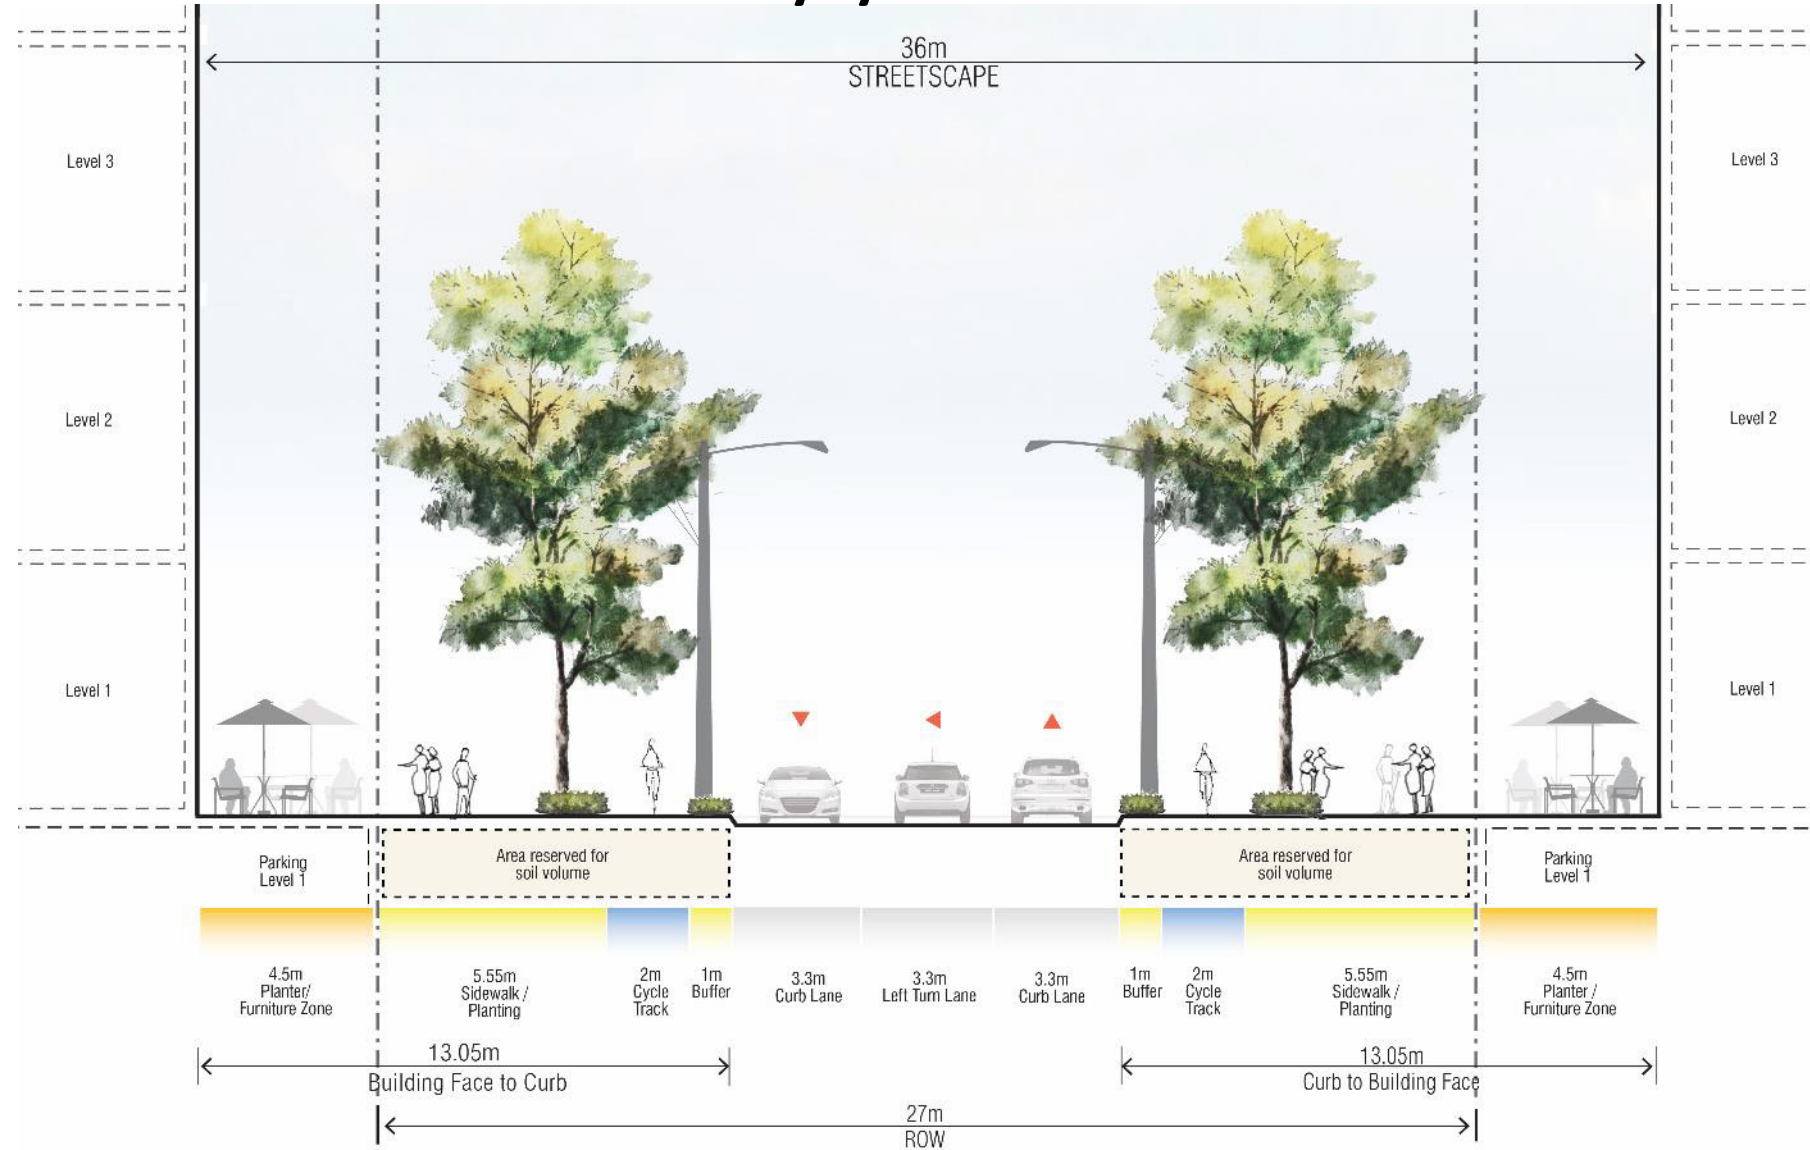 36m
STREETSCAPE
Level 3
Level 3
Level 2
Level 2
Level 1
Level 1
Parking
Level 1
Area reserved for
soil volume
Area reserved for
soil volume
Parking
Level 1
4.5m
Planter/
Furniture Zone
5.55m
Sidewalk /
Planting
2m
Cycle
Track
1m
Buffer
3.3m
Curb Lane
3.3m
Left Turn Lane
3.3m
Curb Lane
1m
Buffer
2m
Cycle
Track
5.55m
Sidewalk /
Planting
4.5m
Planter /
Furniture Zone
13.05m
Building Face to Curb
13.05m
Curb to Building Face
27m
ROW